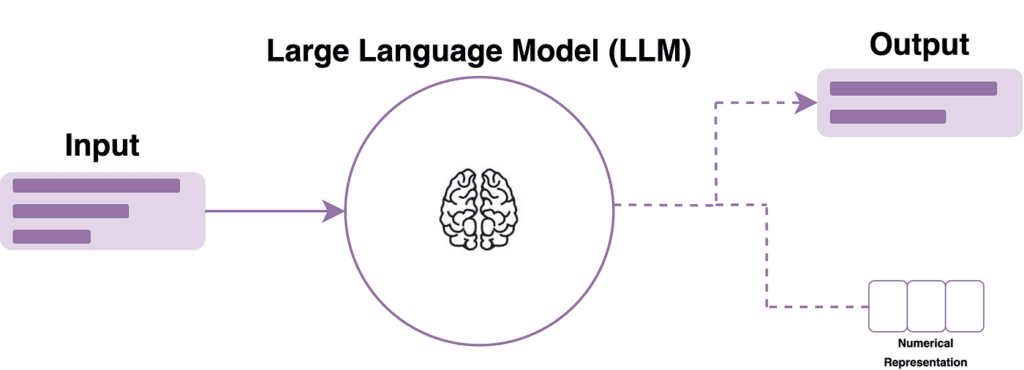 Large Language Model (LLM)
Output
Input
Numerical
Representation